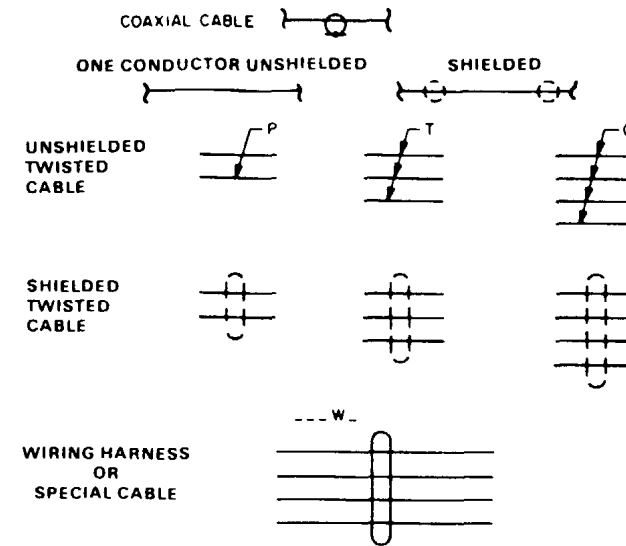 COAXIAL CABLE
ONE CONDUCTOR UNSHIELDED
SHIELDED
P
T
UNSHIELDED
TWISTED
CABLE
SHIELDED
TWISTED
CABLE
_ _ _ W _
WIRING HARNESS
OR
SPECIAL CABLE